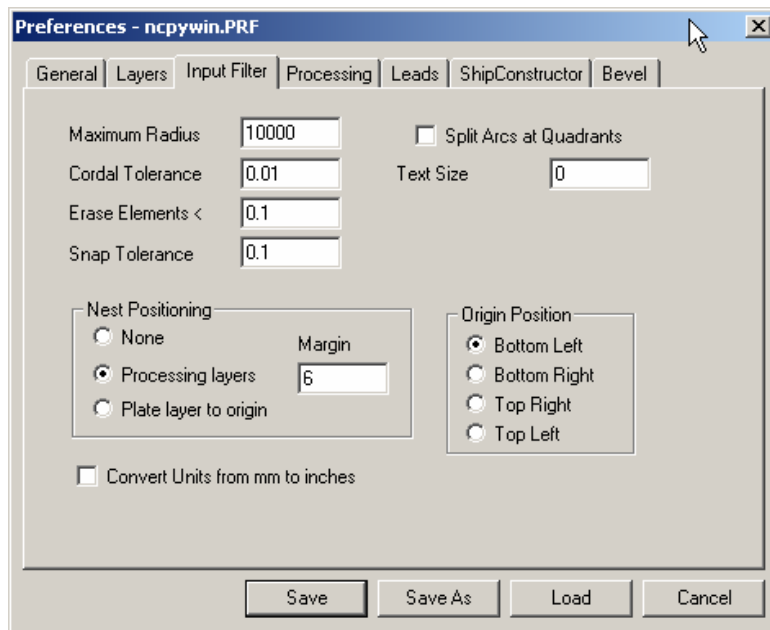 Preferences - ncpywin.PRF
General Layers Input Filter Processing Leads ShipConstructor Bevel
Maximum Radius 10000 Split Arcs at Quadrants
Cordal Tolerance 0.01 Text Size 0
Erase Elements < 0.1
Snap Tolerance 0.1
Nest Positioning
None
Processing layers
Plate layer to origin
Margin
6
Origin Position
Bottom Left
Bottom Right
Top Right
Top Left
Convert Units from mm to inches
Save Save As Load Cancel